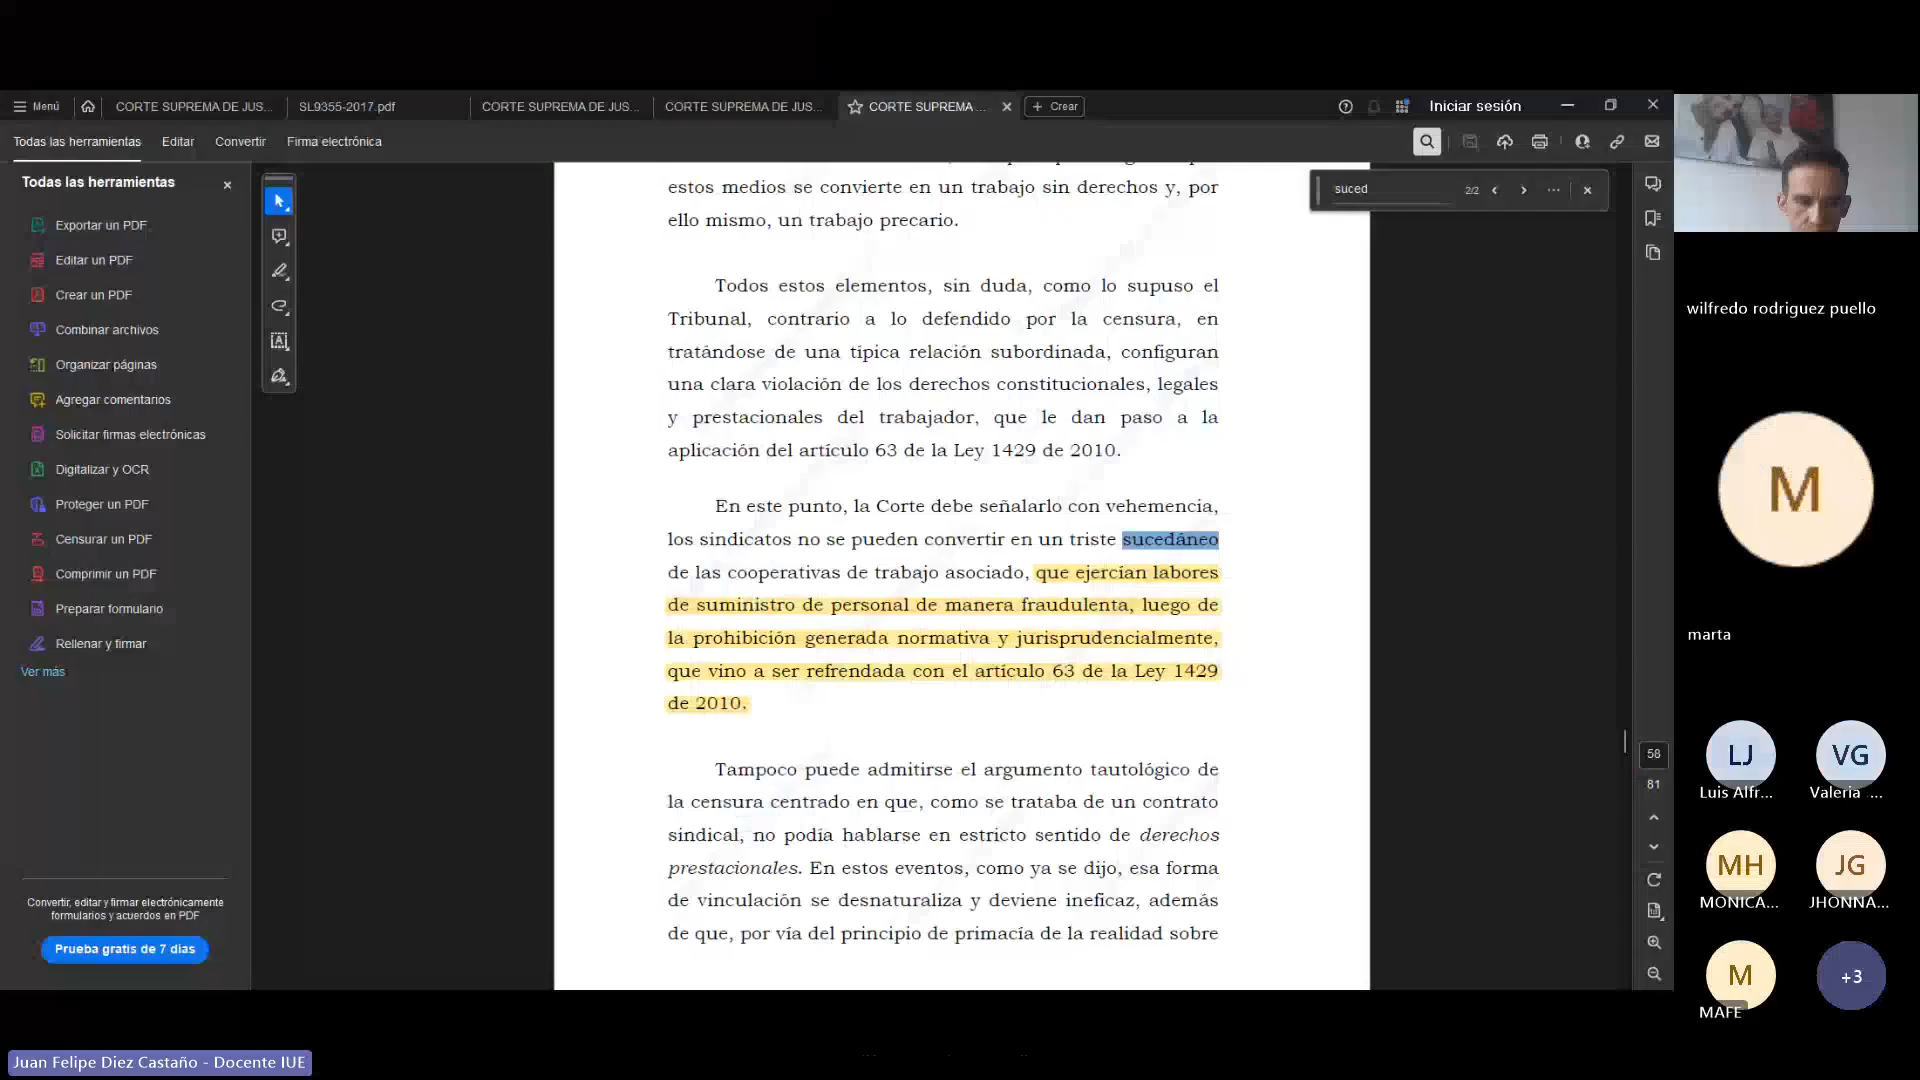 Menú
CORTE SUPREMA DE JUS...
SL9355-2017.pdf
CORTE SUPREMA DE JUS...
CORTE SUPREMA DE JUS...
CORTE SUPREMA ...
Crear
Iniciar sesión
Todas las herramientas
Editar
Convertir
Firma electrónica
Todas las herramientas
Exportar un PDF
Editar un PDF
Crear un PDF
Combinar archivos
Organizar páginas
Agregar comentarios
Solicitar firmas electrónicas
Digitalizar y OCR
Proteger un PDF
Censurar un PDF
Comprimir un PDF
Preparar formulario
Rellenar y firmar
Ver más
Convertir, editar y firmar electrónicamente
formularios y acuerdos en PDF
Prueba gratis de 7 días
suced
2/2
estos medios se convierte en un trabajo sin derechos y, por
ello mismo, un trabajo precario.
Todos estos elementos, sin duda, como lo supuso el
Tribunal, contrario a lo defendido por la censura, en
tratándose de una típica relación subordinada, configuran
una clara violación de los derechos constitucionales, legales
y prestacionales del trabajador, que le dan paso a la
aplicación del artículo 63 de la Ley 1429 de 2010.
En este punto, la Corte debe señalarlo con vehemencia,
los sindicatos no se pueden convertir en un triste sucedáneo
de las cooperativas de trabajo asociado, que ejercían labores
de suministro de personal de manera fraudulenta, luego de
la prohibición generada normativa y jurisprudencialmente,
que vino a ser refrendada con el artículo 63 de la Ley 1429
de 2010.
Tampoco puede admitirse el argumento tautológico de
la censura centrado en que, como se trataba de un contrato
sindical, no podía hablarse en estricto sentido de derechos
prestacionales. En estos eventos, como ya se dijo, esa forma
de vinculación se desnaturaliza y deviene ineficaz, además
de que, por vía del principio de primacía de la realidad sobre
58
81
wilfredo rodriguez puello
M
marta
LJ
Luis Alfr...
VG
Valeria ...
MH
MONICA...
JG
JHONNA...
M
MAFE
+3
Juan Felipe Diez Castaño - Docente IUE